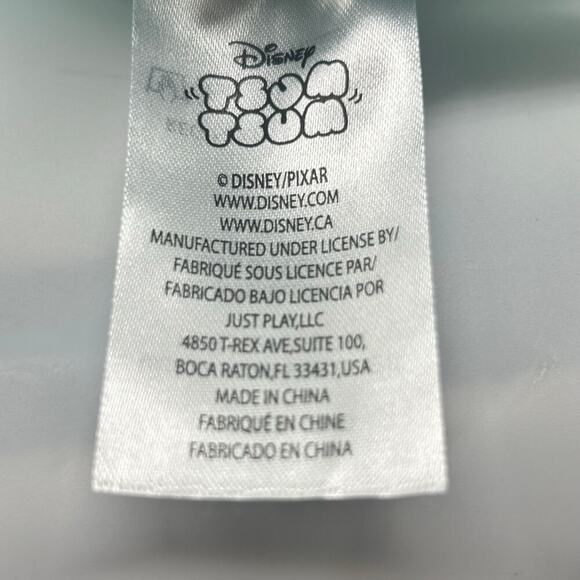 Disney
TSUM
TSUM
© DISNEY/PIXAR
WWW.DISNEY.COM
WWW.DISNEY.CA
MANUFACTURED UNDER LICENSE BY/
FABRIQUÉ SOUS LICENCE PAR/
FABRICADO BAJO LICENCIA POR
JUST PLAY,LLC
4850 T-REX AVE,SUITE 100,
BOCA RATON,FL 33431,USA
MADE IN CHINA
FABRIQUÉ EN CHINE
FABRICADO EN CHINA